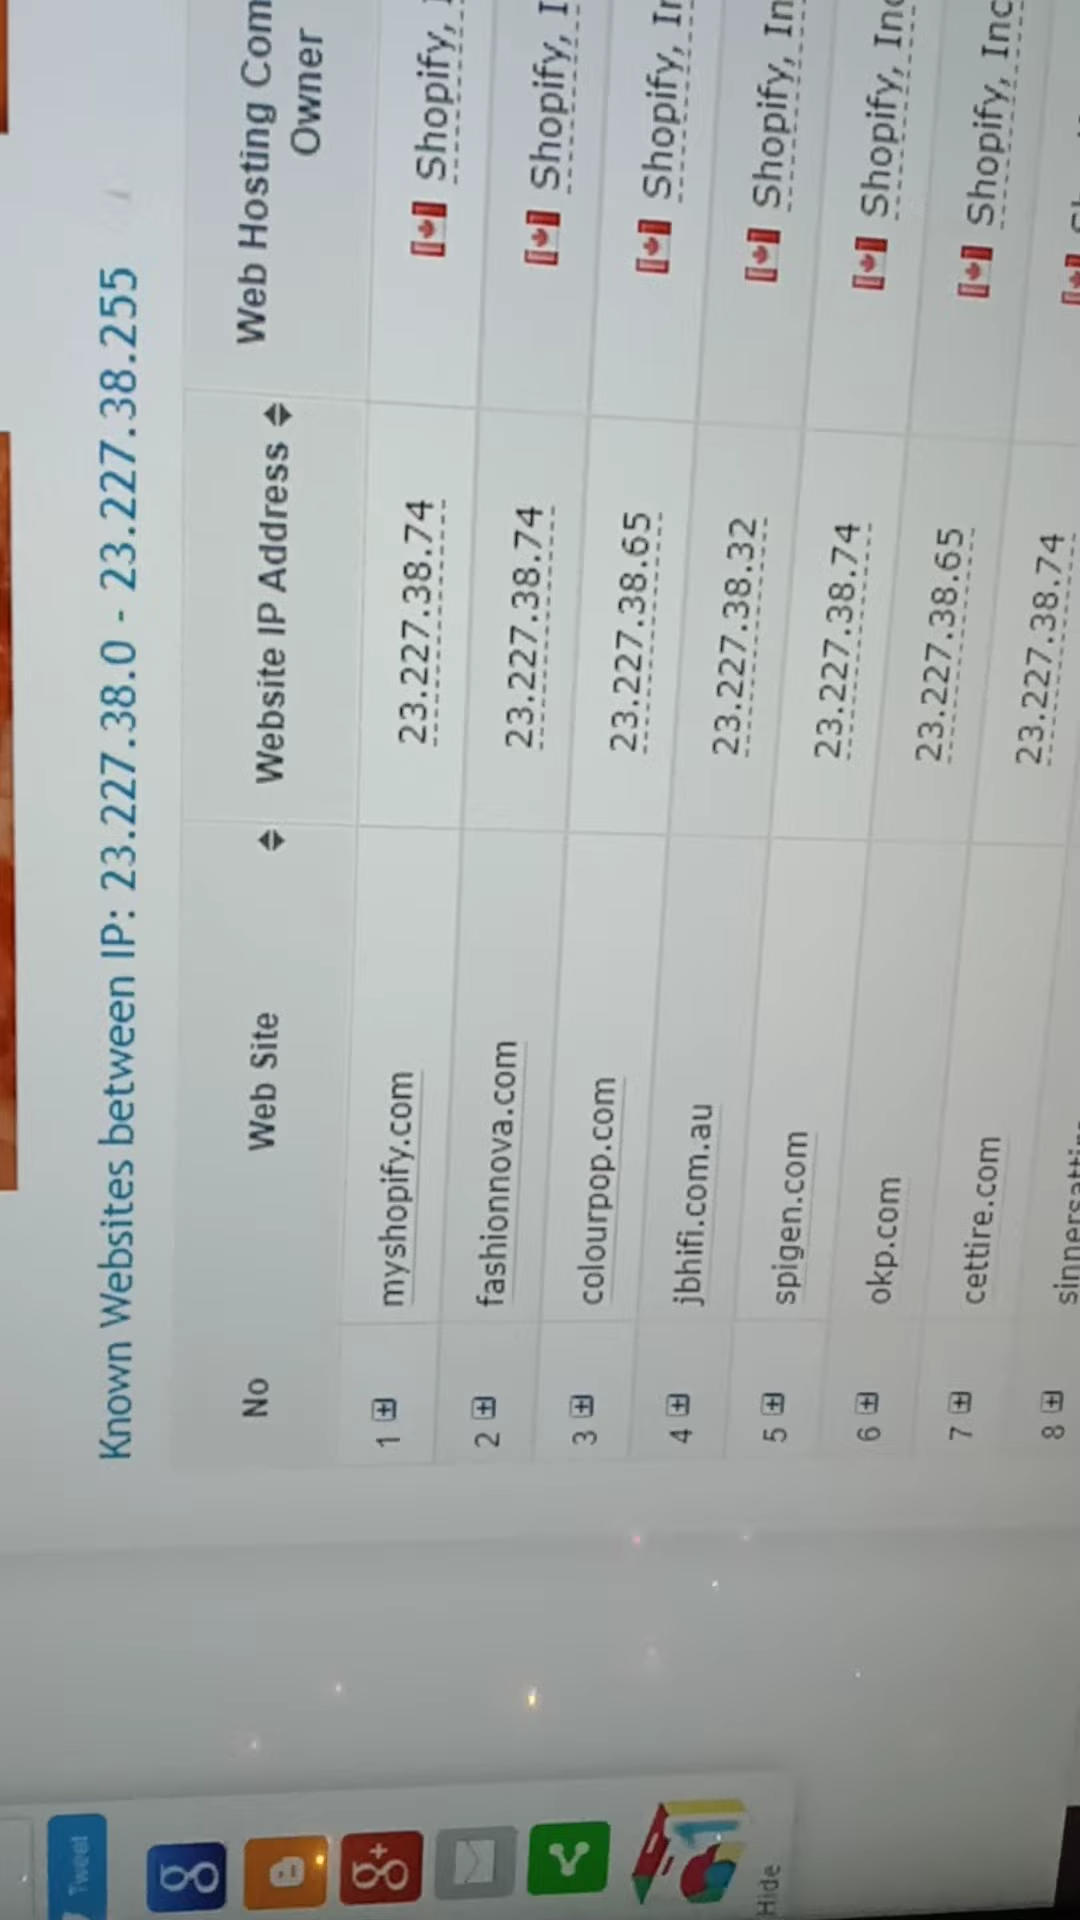 Known Websites between IP: 23.227.38.0 - 23.227.38.255
No Web Site Website IP Address Web Hosting Com
Owner
1 myshopify.com 23.227.38.74 Shopify,
2 fashionnova.com 23.227.38.74 Shopify, I
3 colourpop.com 23.227.38.65 Shopify, In
4 jbhifi.com.au 23.227.38.32 Shopify, In
5 spigen.com 23.227.38.74 Shopify, Inc
6 okp.com 23.227.38.65 Shopify, Inc
7 cettire.com 23.227.38.74
8
Tweet
g
g+
Hide